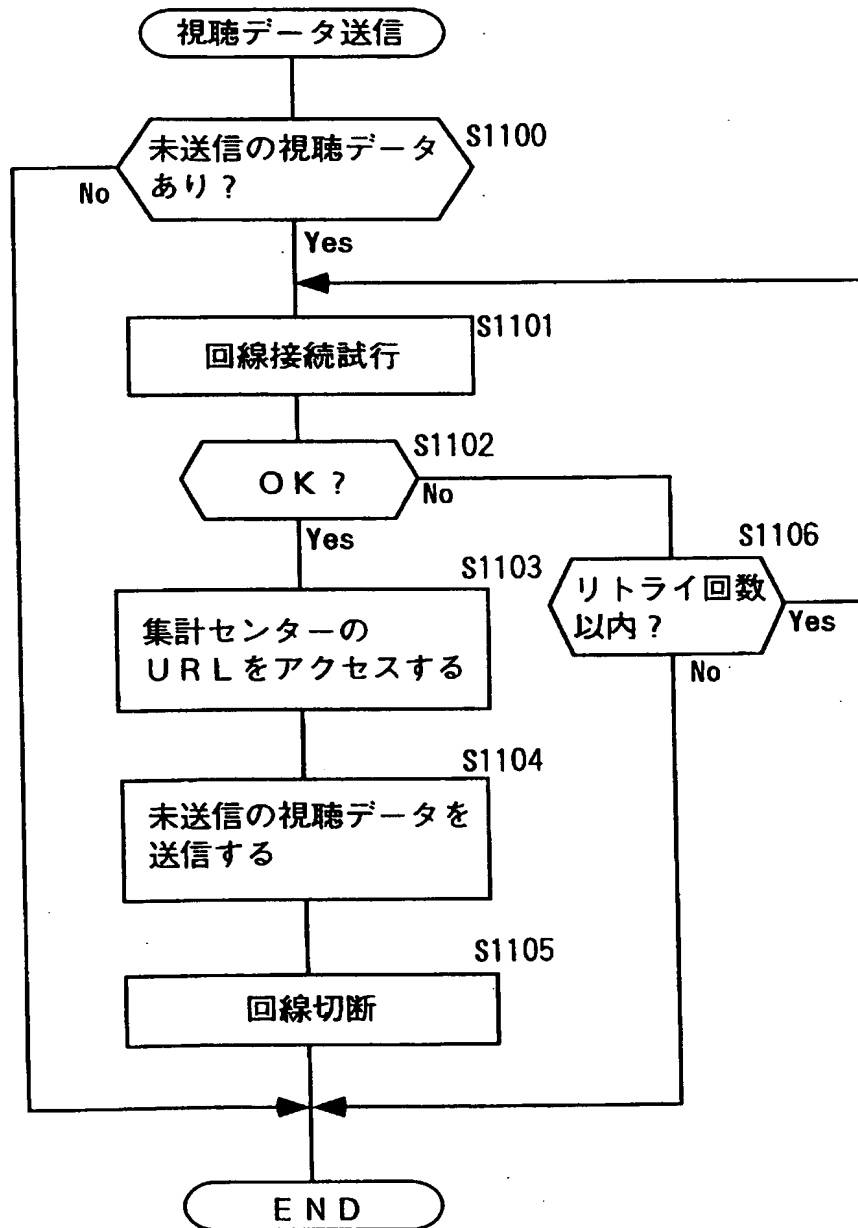 視聴データ送信
S1100
未送信の視聴データ
あり？
No
Yes
S1101
回線接続試行
S1102
ＯＫ？
No
Yes
S1106
リトライ回数
以内？
Yes
No
S1103
集計センターの
ＵＲＬをアクセスする
S1104
未送信の視聴データを
送信する
S1105
回線切断
ＥＮＤ